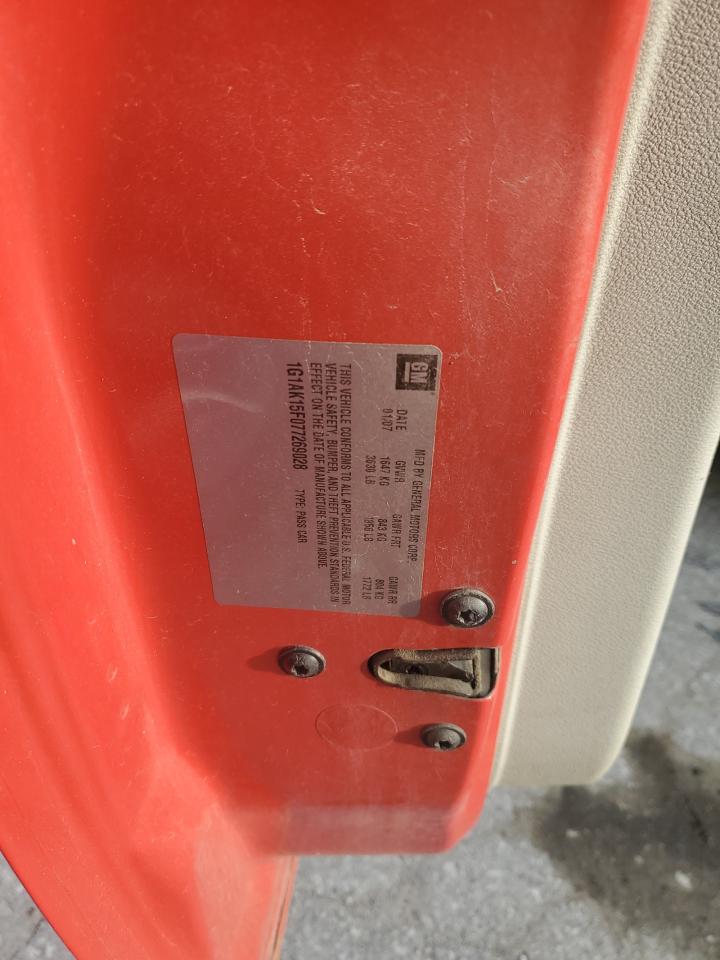 GM
MFD BY GENERAL MOTORS CORP
DATE GVWR GAWR FRT GAWR RR
01/07 1647 KG 843 KG 804 KG
3630 LB 1858 LB 1772 LB
THIS VEHICLE CONFORMS TO ALL APPLICABLE U.S. FEDERAL MOTOR
VEHICLE SAFETY, BUMPER, AND THEFT PREVENTION STANDARDS IN
EFFECT ON THE DATE OF MANUFACTURE SHOWN ABOVE.
1G1AK15F077269028 TYPE: PASS CAR